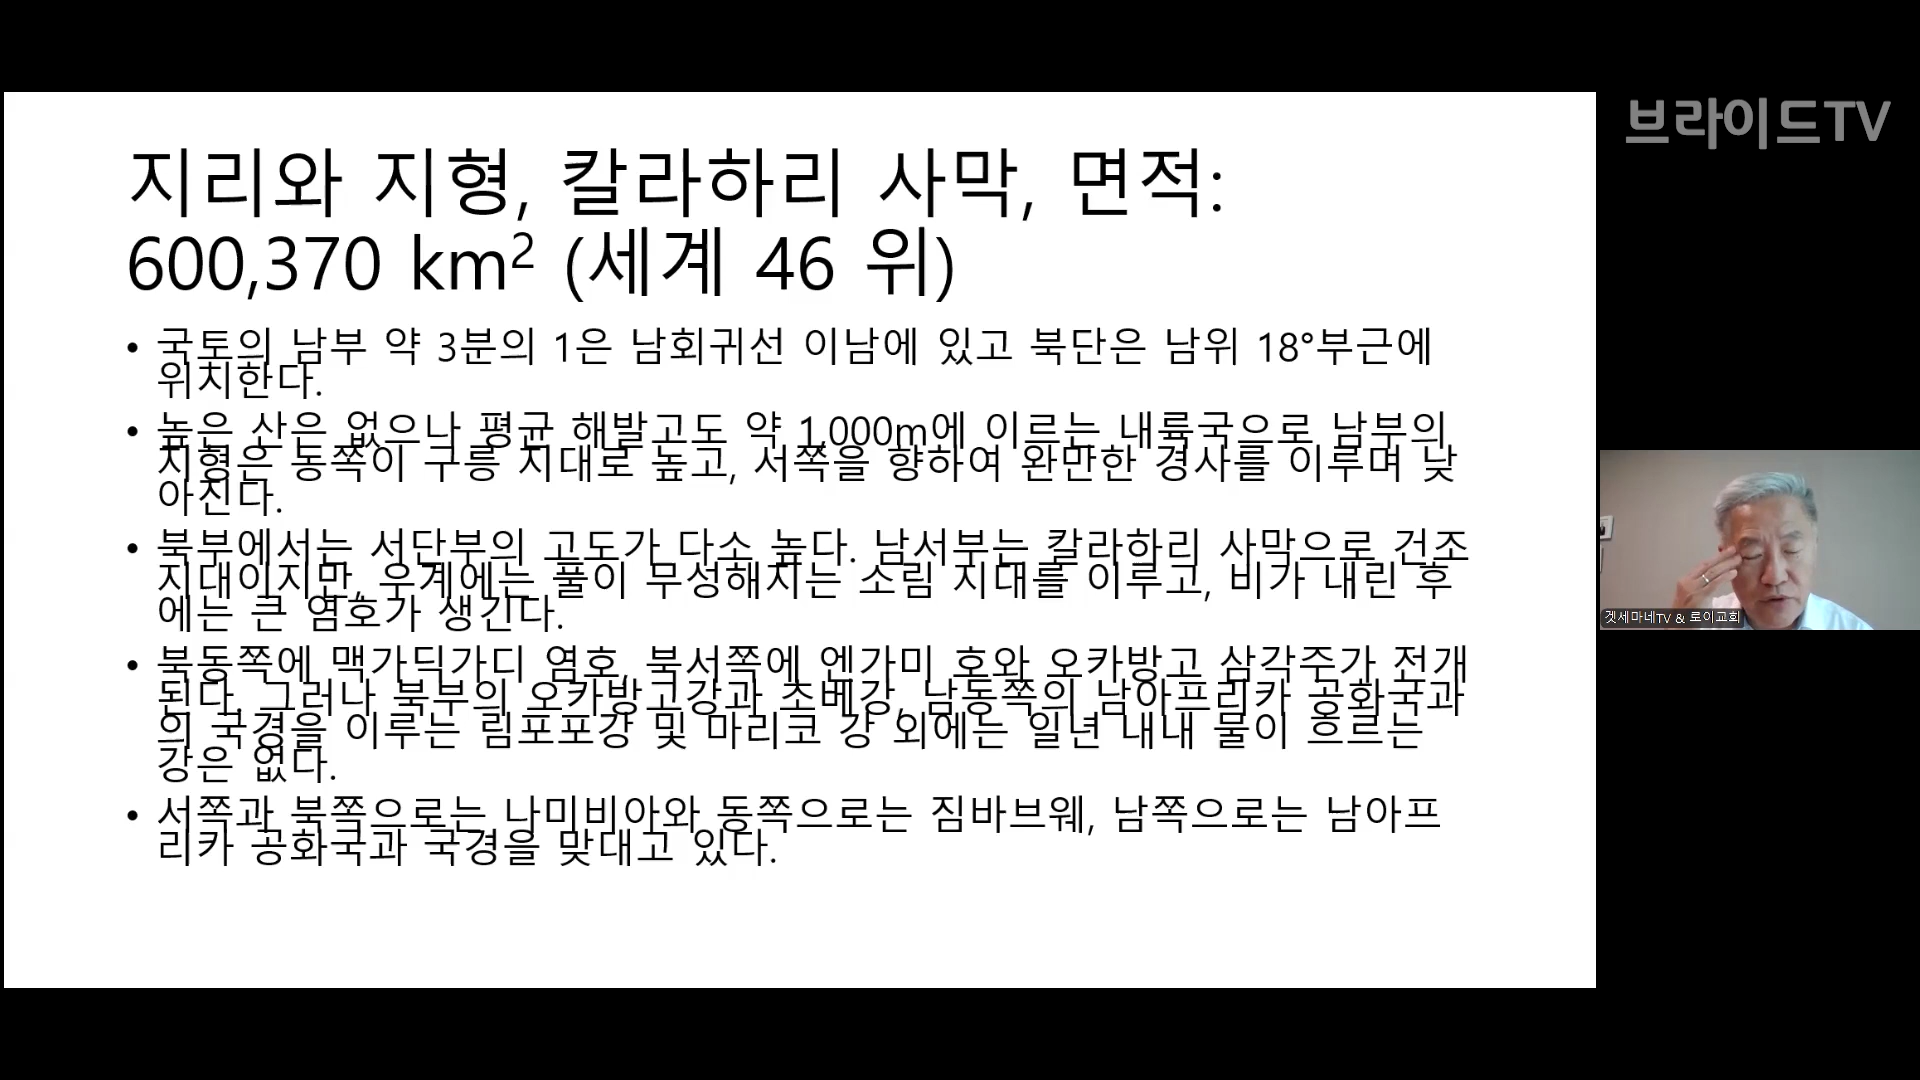 브라이드TV
지리와 지형, 칼라하리 사막, 면적:
600,370 km² (세계 46 위)
• 국토의 남부 약 3분의 1은 남회귀선 이남에 있고 북단은 남위 18°부근에
위치한다.
• 높은 산은 없으나 평균 해발고도 약 1,000m에 이르는 내륙국으로 남부의
지형은 동쪽이 구릉 지대로 높고, 서쪽을 향하여 완만한 경사를 이루며 낮
아진다.
• 북부에서는 서단부의 고도가 다소 높다. 남서부는 칼라하리 사막으로 건조
지대이지만, 우계에는 풀이 무성해지는 소림 지대를 이루고, 비가 내린 후
에는 큰 염호가 생긴다.
• 북동쪽에 맥가딕가디 염호, 북서쪽에 엔가미 호와 오카방고 삼각주가 전개
된다. 그러나 북부의 오카방고강과 초베강, 남동쪽의 남아프리카 공화국과
의 국경을 이루는 림포포강 및 마리코 강 외에는 일년 내내 물이 흐르는
강은 없다.
• 서쪽과 북쪽으로는 나미비아와 동쪽으로는 짐바브웨, 남쪽으로는 남아프
리카 공화국과 국경을 맞대고 있다.
겟세마네TV & 로이교회